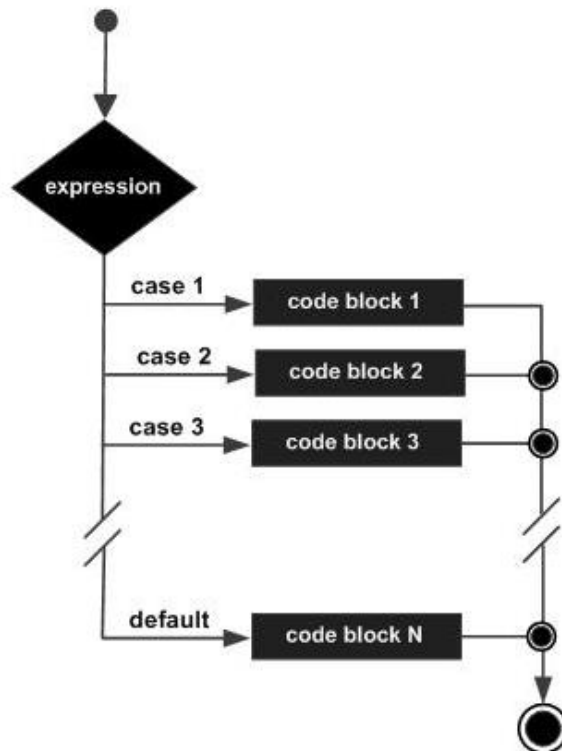 expression
case 1
code block 1
case 2
code block 2
case 3
code block 3
default
code block N